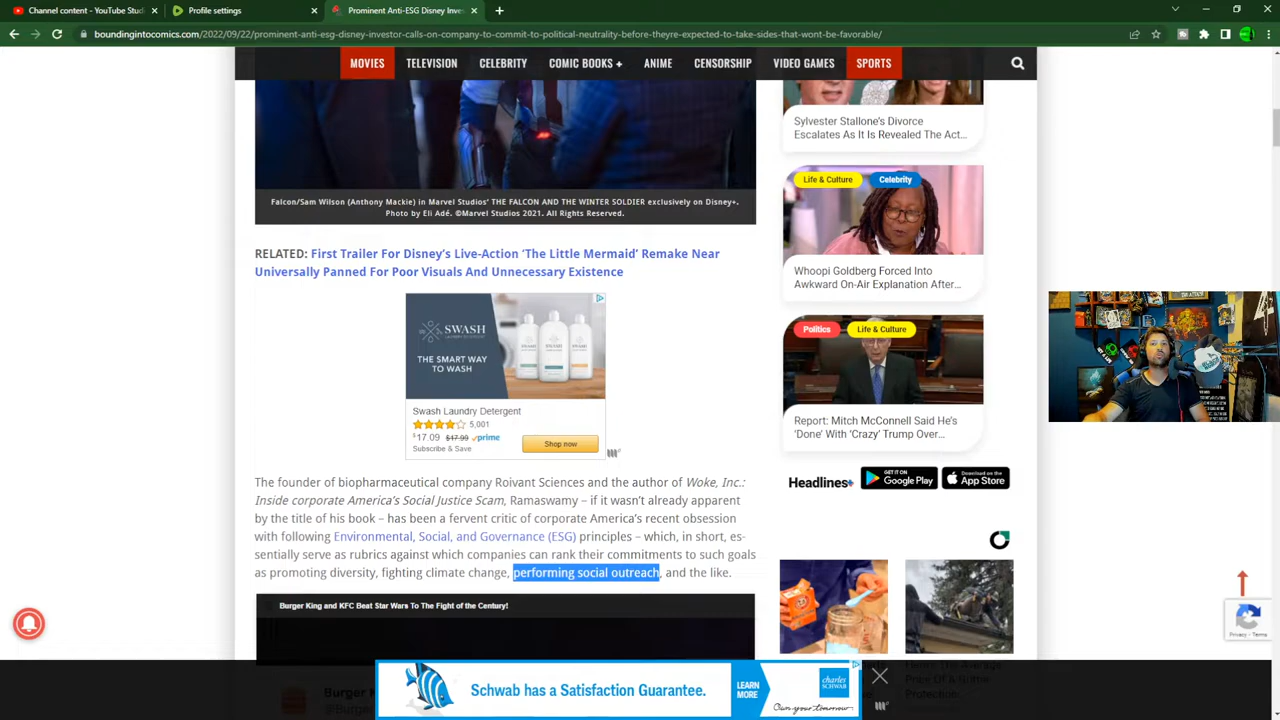 Channel content - YouTube Stu
Profile settings
Prominent Anti-ESG Disney Inves
boundingintocomics.com/2022/09/22/prominent-anti-esg-disney-investor-calls-on-company-to-commit-to-political-neutrality-before-theyre-expected-to-take-sides-that-wont-be-favorable/
MOVIES TELEVISION CELEBRITY COMIC BOOKS + ANIME CENSORSHIP VIDEO GAMES SPORTS
Falcon/Sam Wilson (Anthony Mackie) in Marvel Studios' THE FALCON AND THE WINTER SOLDIER exclusively on Disney+.
Photo by Eli Adé. ©Marvel Studios 2021. All Rights Reserved.
RELATED: First Trailer For Disney's Live-Action 'The Little Mermaid' Remake Near
Universally Panned For Poor Visuals And Unnecessary Existence
SWASH
THE SMART WAY
TO WASH
Swash Laundry Detergent
5,001
$17.09 $17.99 prime
Subscribe & Save
Shop now
The founder of biopharmaceutical company Roivant Sciences and the author of Woke, Inc.:
Inside corporate America's Social Justice Scam, Ramaswamy – if it wasn't already apparent
by the title of his book – has been a fervent critic of corporate America's recent obsession
with following Environmental, Social, and Governance (ESG) principles – which, in short, es-
sentially serve as rubrics against which companies can rank their commitments to such goals
as promoting diversity, fighting climate change, performing social outreach, and the like.
Burger King and KFC Beat Star Wars To The Fight of the Century!
Burger K
@Burger
Sylvester Stallone's Divorce
Escalates As It Is Revealed The Act...
Life & Culture
Celebrity
Whoopi Goldberg Forced Into
Awkward On-Air Explanation After...
Politics
Life & Culture
Report: Mitch McConnell Said He's
'Done' With 'Crazy' Trump Over...
Headlines+
GET IT ON
Google Play
Download on the
App Store
Privacy - Terms
Schwab has a Satisfaction Guarantee.
LEARN
MORE
charles
SCHWAB
Own your tomorrow